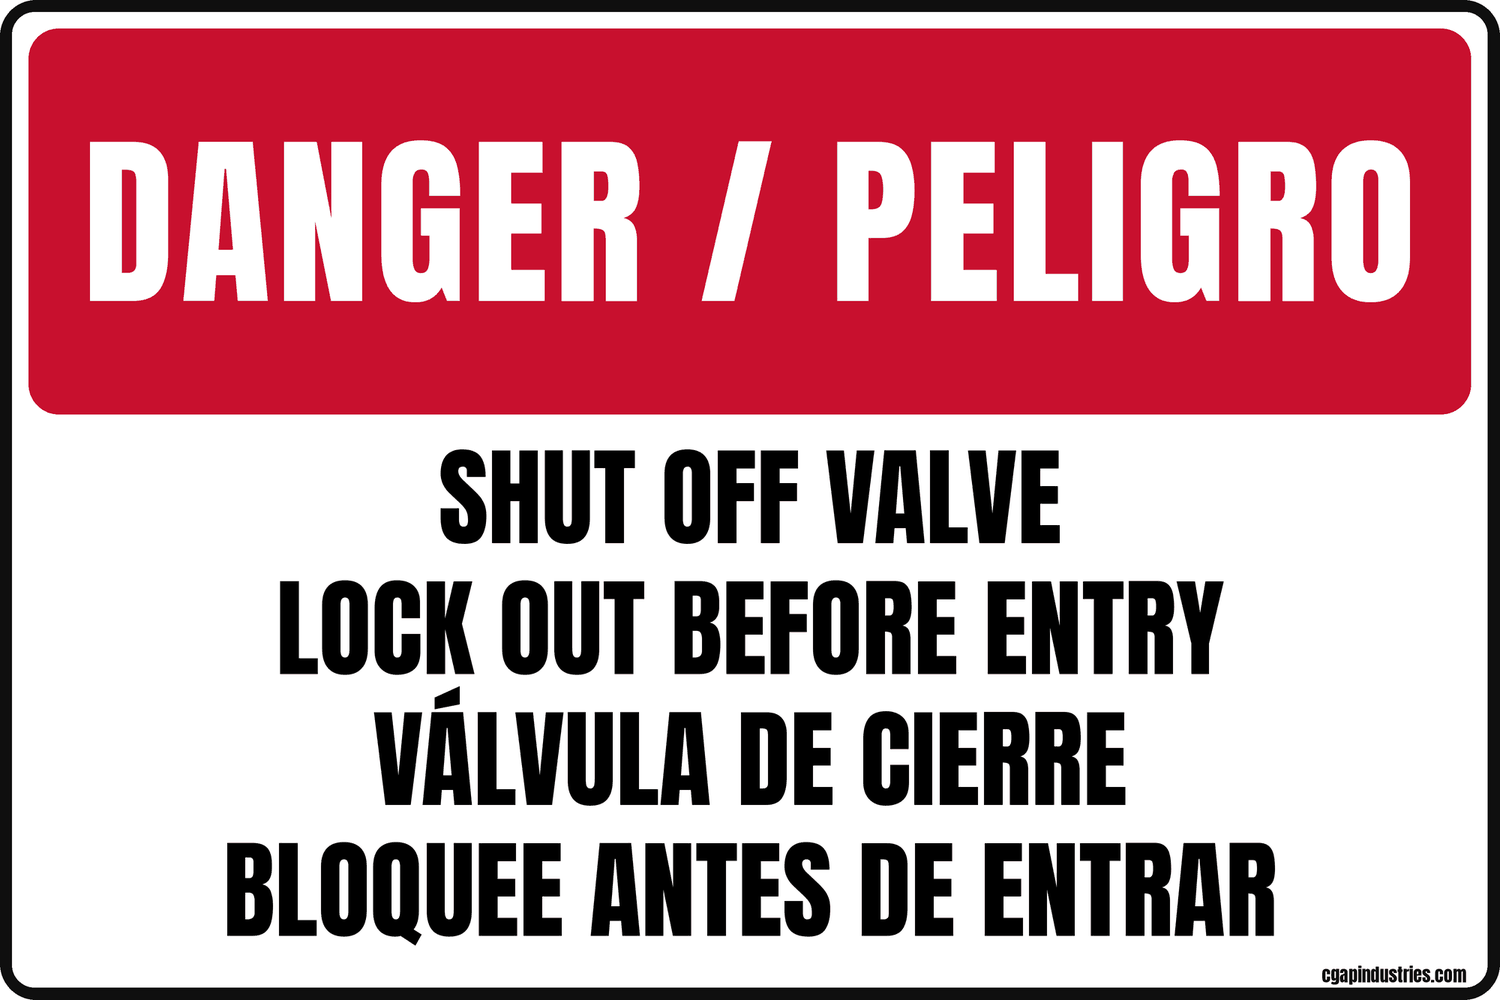 DANGER / PELIGRO
SHUT OFF VALVE
LOCK OUT BEFORE ENTRY
VÁLVULA DE CIERRE
BLOQUEE ANTES DE ENTRAR
cgapindustries.com